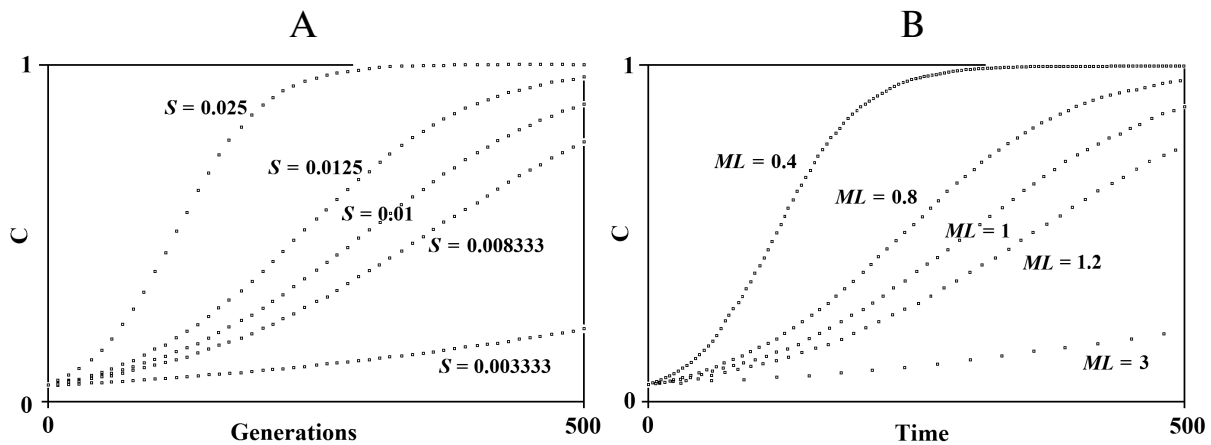 A
B
1
1
S = 0.025
S = 0.0125
ML = 0.4
ML = 0.8
S = 0.01
ML = 1
C
C
S = 0.008333
ML = 1.2
S = 0.003333
ML = 3
0
0
0
Generations
500
0
Time
500